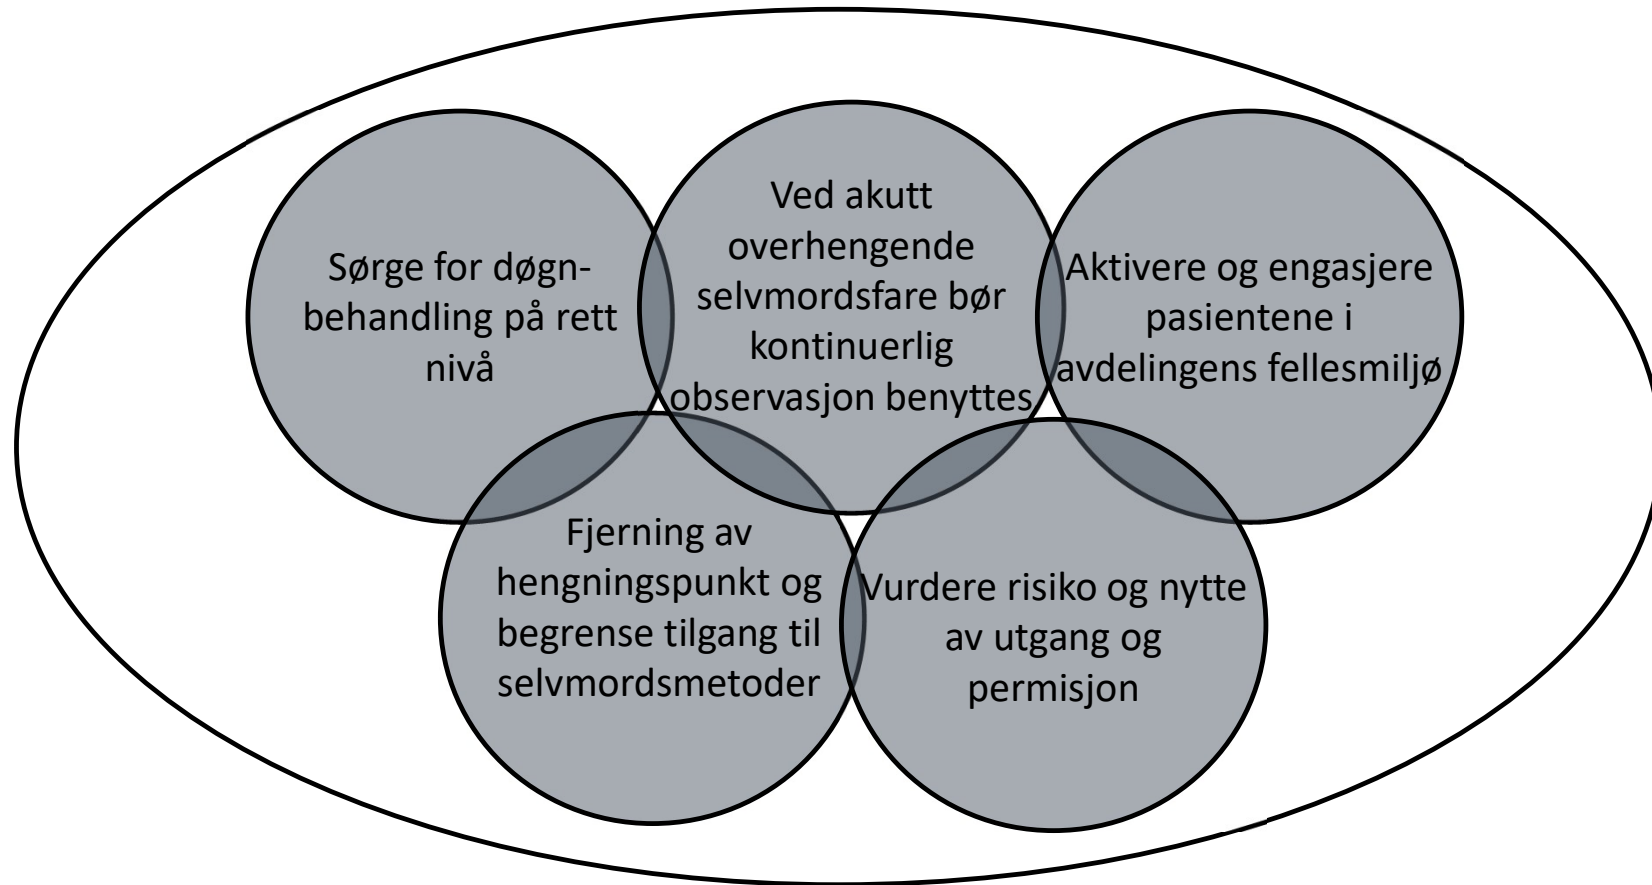 Sørge for døgn-
behandling på rett
nivå
Ved akutt
overhengende
selvmordsfare bør
kontinuerlig
observasjon benyttes
Aktivere og engasjere
pasientene i
avdelingens fellesmiljø
Fjerning av
hengningspunkt og
begrense tilgang til
selvmordsmetoder
Vurdere risiko og nytte
av utgang og
permisjon